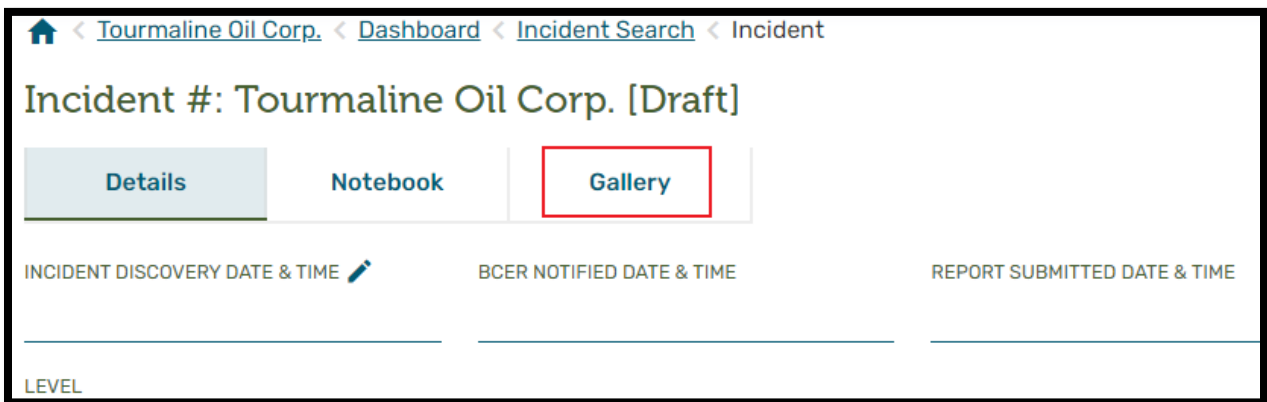 < Tourmaline Oil Corp. < Dashboard < Incident Search < Incident
Incident #: Tourmaline Oil Corp. [Draft]
Details Notebook Gallery
INCIDENT DISCOVERY DATE & TIME BCER NOTIFIED DATE & TIME REPORT SUBMITTED DATE & TIME
LEVEL